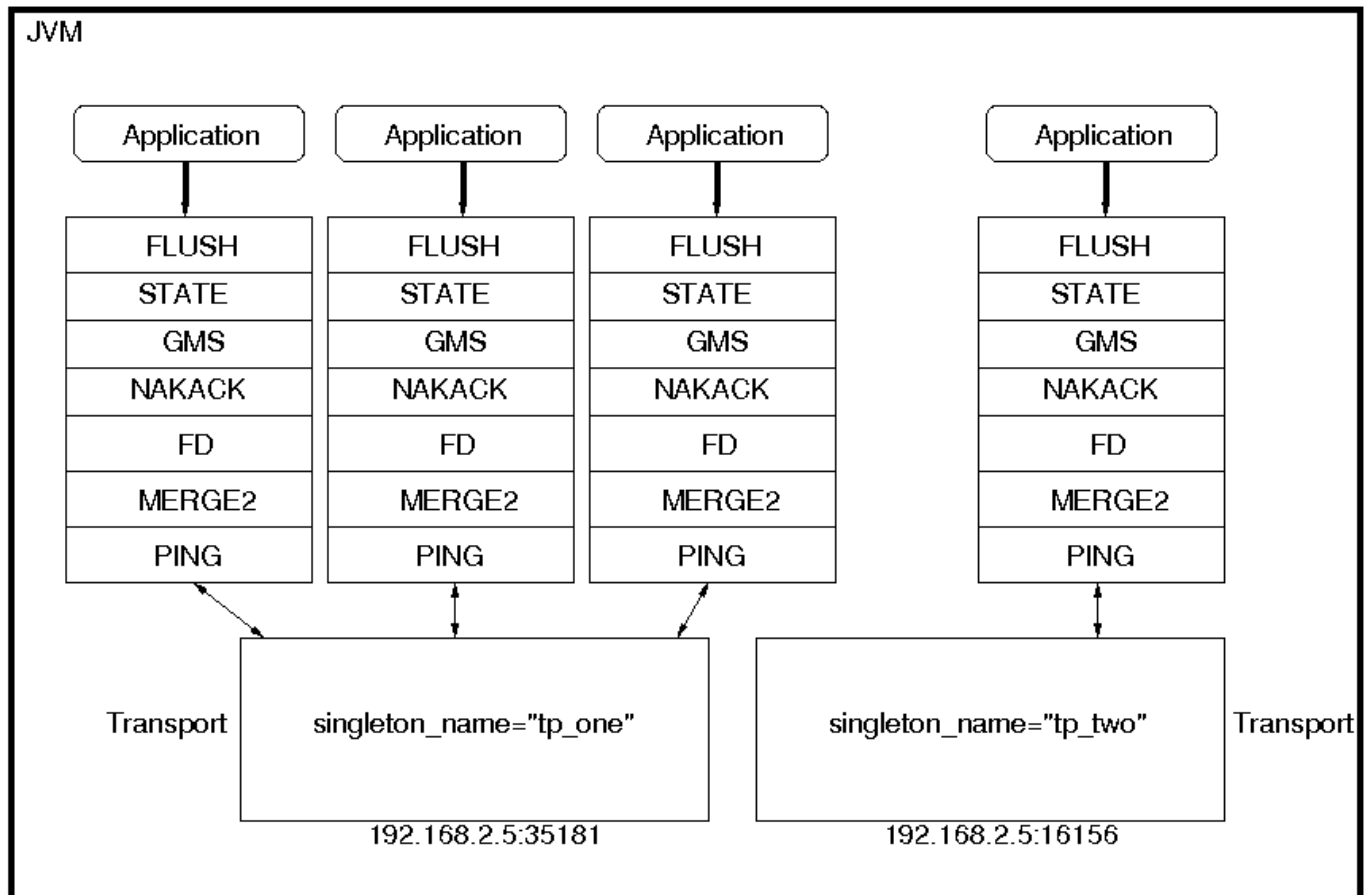 JVM
Application Application Application Application
FLUSH FLUSH FLUSH FLUSH
STATE STATE STATE STATE
GMS GMS GMS GMS
NAKACK NAKACK NAKACK NAKACK
FD FD FD FD
MERGE2 MERGE2 MERGE2 MERGE2
PING PING PING PING
Transport singleton_name="tp_one" singleton_name="tp_two" Transport
192.168.2.5:35181 192.168.2.5:16156